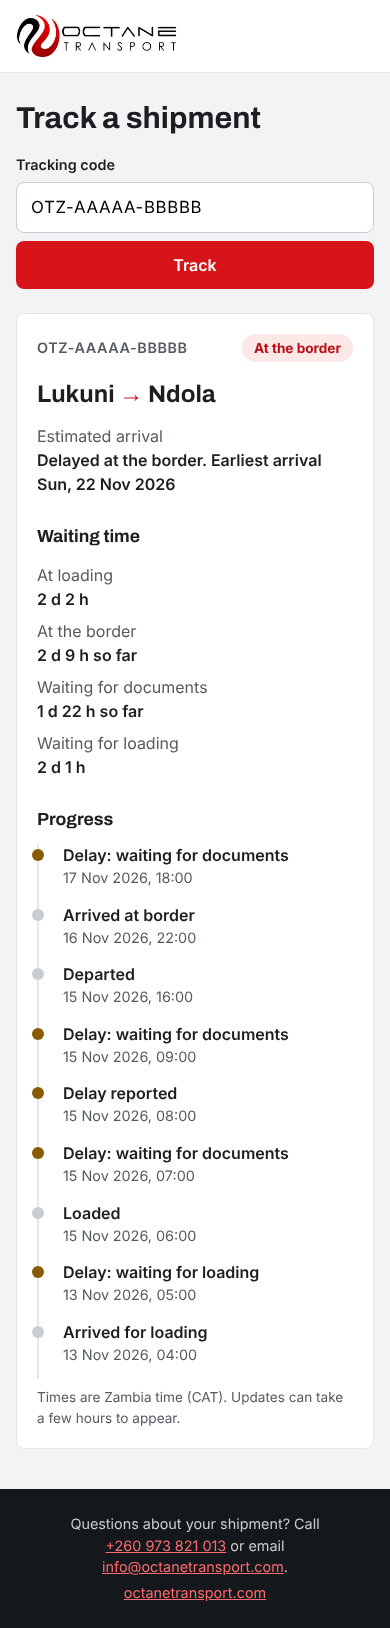 OCTANE
TRANSPORT
Track a shipment
Tracking code
OTZ-AAAAA-BBBBB
Track
OTZ-AAAAA-BBBBB
At the border
Lukuni → Ndola
Estimated arrival
Delayed at the border. Earliest arrival
Sun, 22 Nov 2026
Waiting time
At loading
2 d 2 h
At the border
2 d 9 h so far
Waiting for documents
1 d 22 h so far
Waiting for loading
2 d 1 h
Progress
Delay: waiting for documents
17 Nov 2026, 18:00
Arrived at border
16 Nov 2026, 22:00
Departed
15 Nov 2026, 16:00
Delay: waiting for documents
15 Nov 2026, 09:00
Delay reported
15 Nov 2026, 08:00
Delay: waiting for documents
15 Nov 2026, 07:00
Loaded
15 Nov 2026, 06:00
Delay: waiting for loading
13 Nov 2026, 05:00
Arrived for loading
13 Nov 2026, 04:00
Times are Zambia time (CAT). Updates can take
a few hours to appear.
Questions about your shipment? Call
+260 973 821 013 or email
info@octanetransport.com.
octanetransport.com